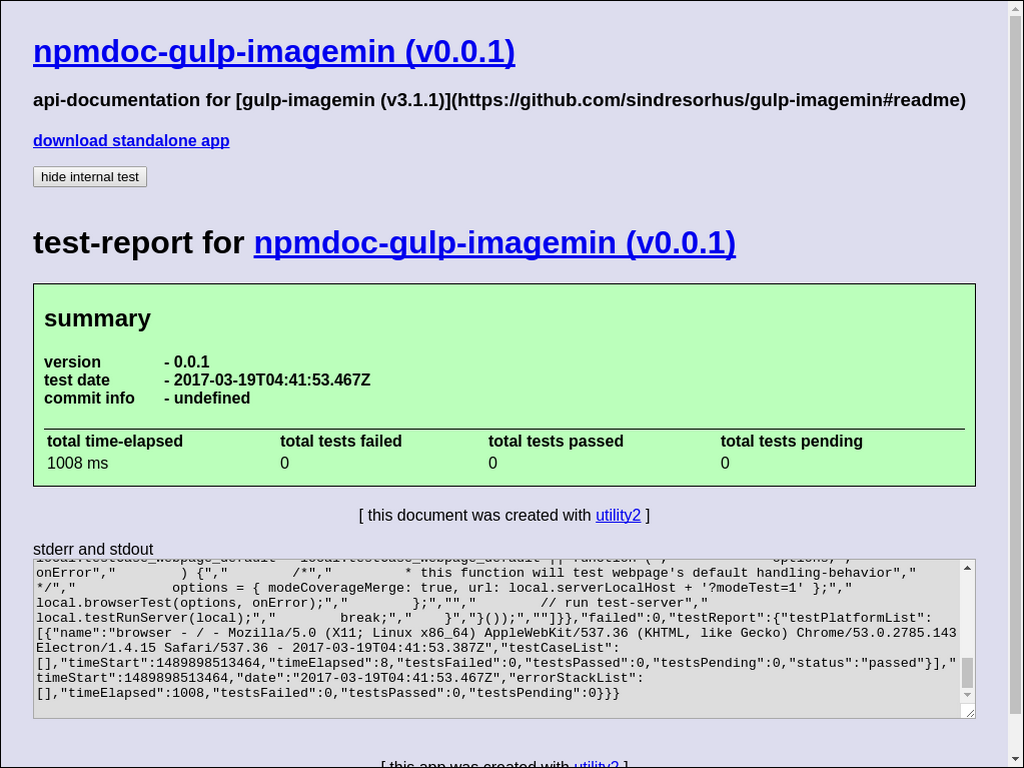 npmdoc-gulp-imagemin (v0.0.1)
api-documentation for [gulp-imagemin (v3.1.1)](https://github.com/sindresorhus/gulp-imagemin#readme)
download standalone app
hide internal test
test-report for npmdoc-gulp-imagemin (v0.0.1)
summary
version - 0.0.1
test date - 2017-03-19T04:41:53.467Z
commit info - undefined
total time-elapsed total tests failed total tests passed total tests pending
1008 ms 0 0 0
[ this document was created with utility2 ]
stderr and stdout
local.testCase_webpage_default = local.testCase_webpage_default || function (","            options,","
onError","        ) {","        /*","         * this function will test webpage's default handling-behavior","
*/","            options = { modeCoverageMerge: true, url: local.serverLocalHost + '?modeTest=1' };","
local.browserTest(options, onError);","        };","","        // run test-server","
local.testRunServer(local);","        break;","    }","}());",""]}},"failed":0,"testReport":{"testPlatformList":
[{"name":"browser - / - Mozilla/5.0 (X11; Linux x86_64) AppleWebKit/537.36 (KHTML, like Gecko) Chrome/53.0.2785.143
Electron/1.4.15 Safari/537.36 - 2017-03-19T04:41:53.387Z","testCaseList":
[],"timeStart":1489898513464,"timeElapsed":8,"testsFailed":0,"testsPassed":0,"testsPending":0,"status":"passed"}],"
timeStart":1489898513464,"date":"2017-03-19T04:41:53.467Z","errorStackList":
[],"timeElapsed":1008,"testsFailed":0,"testsPassed":0,"testsPending":0}}}
[ this app was created with utility2 ]